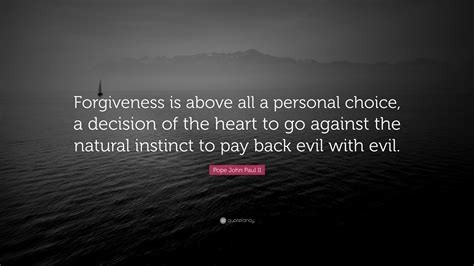 Forgiveness is above all a personal choice,
a decision of the heart to go against the
natural instinct to pay back evil with evil.
Pope John Paul II
quotefancy